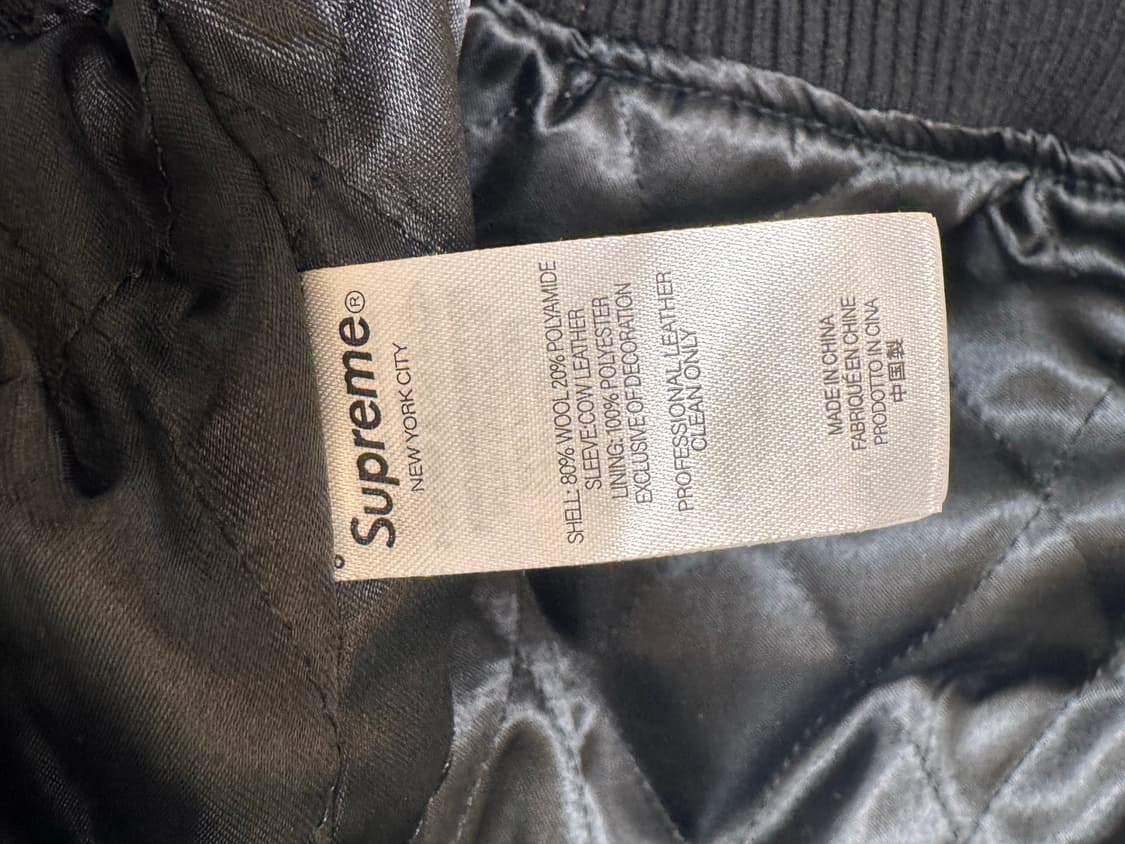 Supreme®
NEW YORK CITY
SHELL: 80% WOOL 20% POLYAMIDE
SLEEVE:COW LEATHER
LINING: 100% POLYESTER
EXCLUSIVE OF DECORATION
PROFESSIONAL LEATHER
CLEAN ONLY
MADE IN CHINA
FABRIQUÉ EN CHINE
PRODOTTO IN CINA
中国製